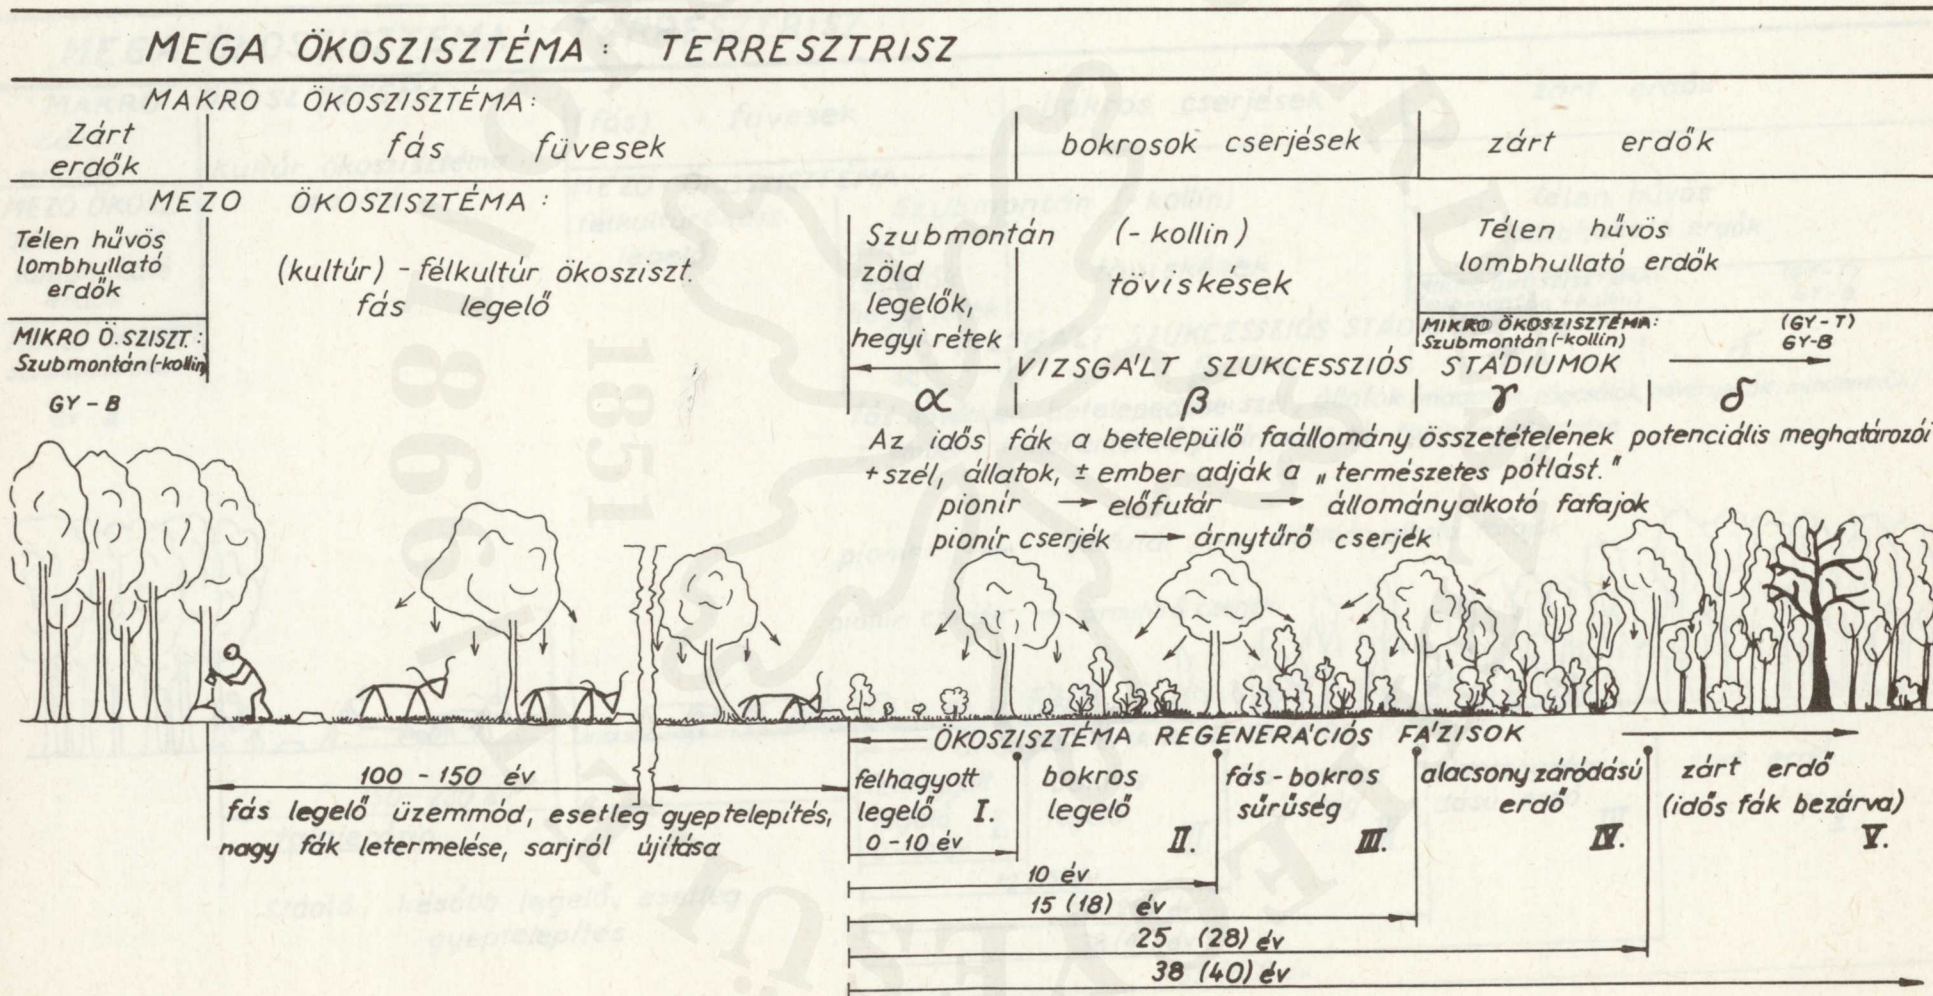 MEGA ÖKOSZISZTÉMA: TERRESZTRISZ
MAKRO ÖKOSZISZTÉMA:
Zárt
erdők
fás füvesek
bokrosok cserjések
zárt erdők
MEZO ÖKOSZISZTÉMA:
Télen hűvös
lombhullató
erdők
(kultúr) - félkultúr ökosziszt.
fás legelő
Szubmontán (- kollin)
zöld
legelők,
hegyi rétek
töviskések
Télen hűvös
lombhullató erdők
MIKRO Ö.SZISZT.:
Szubmontán (-kollin)
GY - B
MIKRO ÖKOSZISZTÉMA: (GY - T)
Szubmontán (-kollin) GY-B
VIZSGÁLT SZUKCESSZIÓS STÁDIUMOK
α β γ δ
Az idős fák a betelepülő faállomány összetételének potenciális meghatározói
+ szél, állatok, ± ember adják a „természetes pótlást."
pionír → előfutár → állományalkotó fafajok
pionír cserjék → árnytűrő cserjék
ÖKOSZISZTÉMA REGENERÁCIÓS FÁZISOK
100 - 150 év
fás legelő üzemmód, esetleg gyeptelepítés,
nagy fák letermelése, sarjról újítása
felhagyott
legelő I.
0 - 10 év
bokros
legelő
II.
fás - bokros
sűrűség
III.
alacsony záródású
erdő
IV.
zárt erdő
(idős fák bezárva)
V.
10 év
15 (18) év
25 (28) év
38 (40) év
1851
1866